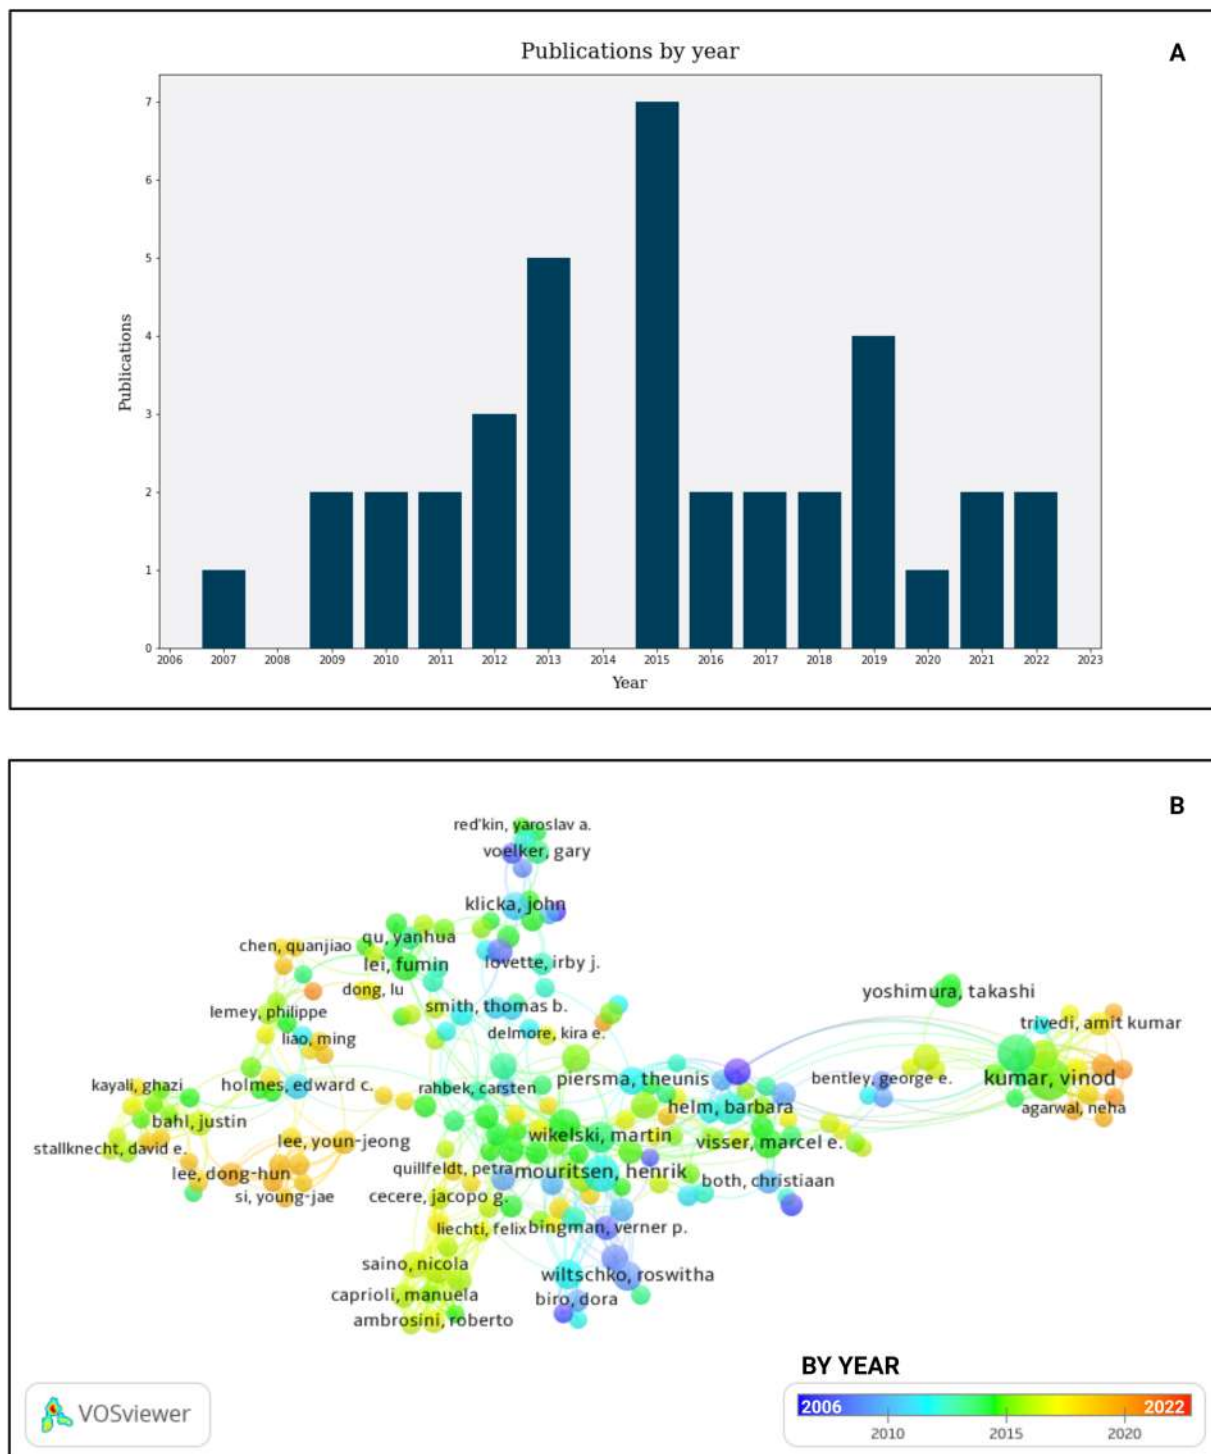 Publications by year
A
Publications
7
6
5
4
3
2
1
0
2006 2007 2008 2009 2010 2011 2012 2013 2014 2015 2016 2017 2018 2019 2020 2021 2022 2023
Year
B
red'kin, yaroslav a.
voelker, gary
klicka, john
qu, yanhua
chen, quanjiao
lei, fumin
lovette, irby j.
dong, lu
yoshimura, takashi
smith, thomas b.
lemey, philippe
trivedi, amit kumar
delmore, kira e.
liao, ming
kayali, ghazi
holmes, edward c.
rahbek, carsten
piersma, theunis
bentley, george e.
kumar, vinod
helm, barbara
agarwal, neha
bahl, justin
stallknecht, david e.
lee, youn-jeong
wikelski, martin
visser, marcel e.
lee, dong-hun
quillfeldt, petra
mouritsen, henrik
both, christiaan
si, young-jae
cecere, jacopo g.
liechti, felix
bingman, verner p.
saino, nicola
wiltschko, roswitha
caprioli, manuela
biro, dora
ambrosini, roberto
BY YEAR
VOSviewer
2006 2022
2010 2015 2020